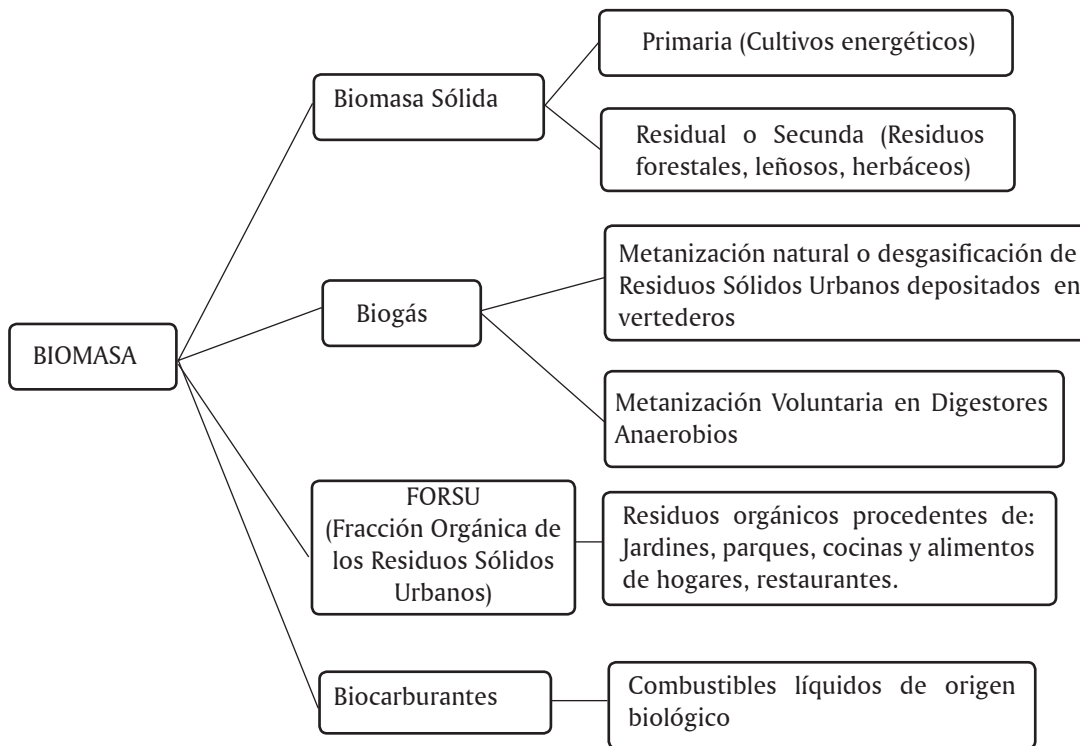 BIOMASA
Biomasa Sólida
Primaria (Cultivos energéticos)
Residual o Secunda (Residuos
forestales, leñosos, herbáceos)
Biogás
Metanización natural o desgasificación de
Residuos Sólidos Urbanos depositados en
vertederos
Metanización Voluntaria en Digestores
Anaerobios
FORSU
(Fracción Orgánica de
los Residuos Sólidos
Urbanos)
Residuos orgánicos procedentes de:
Jardines, parques, cocinas y alimentos
de hogares, restaurantes.
Biocarburantes
Combustibles líquidos de origen
biológico